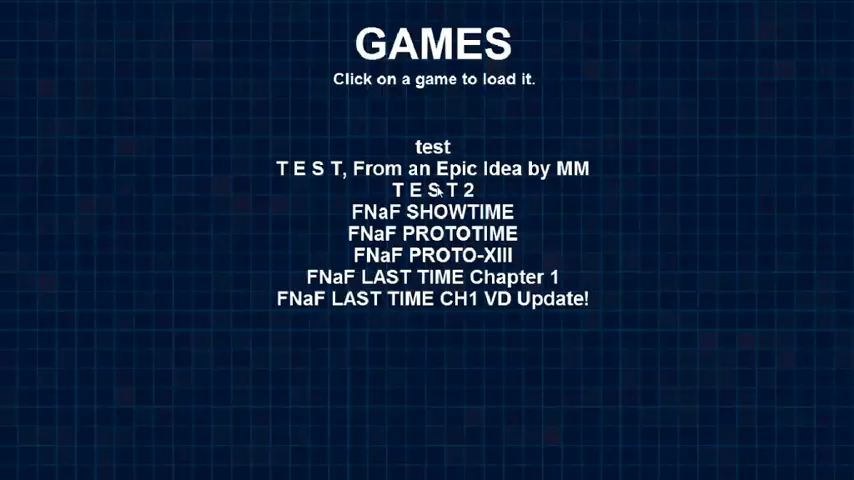 GAMES
Click on a game to load it.
test
T E S T, From an Epic Idea by MM
T E S T 2
FNaF SHOWTIME
FNaF PROTOTIME
FNaF PROTO-XIII
FNaF LAST TIME Chapter 1
FNaF LAST TIME CH1 VD Update!